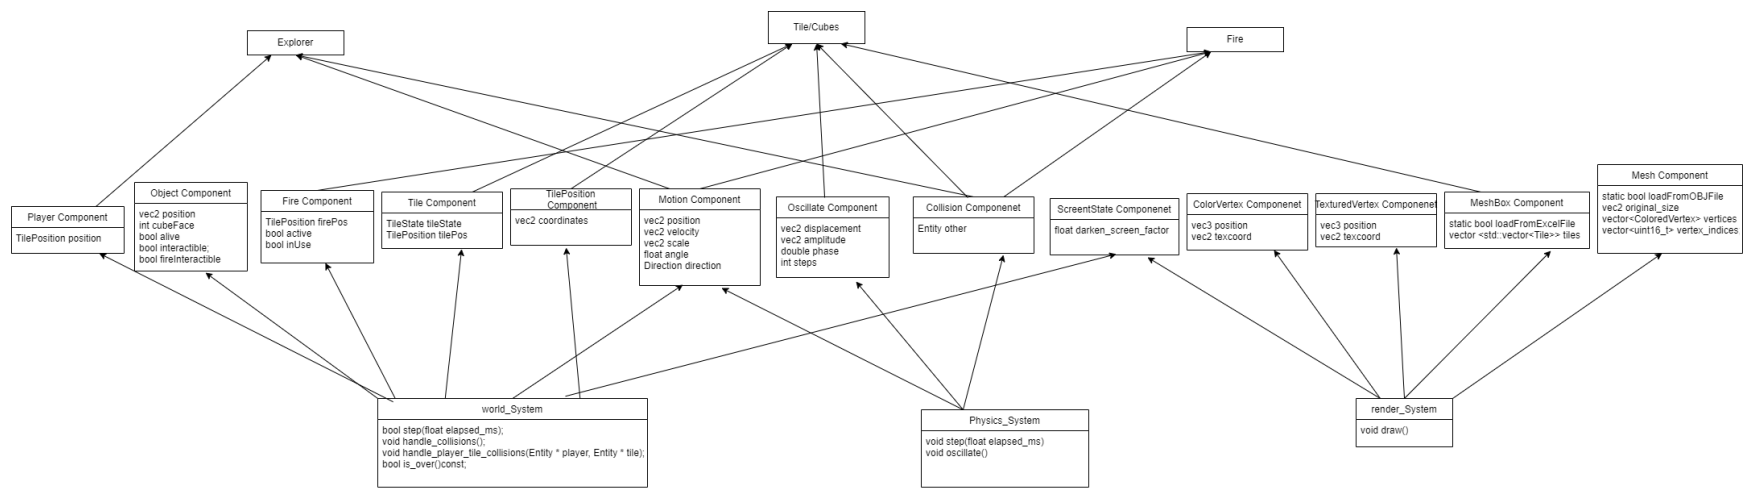 Explorer
Tile/Cubes
Fire
Player Component
TilePosition position
Object Component
vec2 position
int cubeFace
bool alive
bool interactible;
bool fireInteractible
Fire Component
TilePosition firePos
bool active
bool inUse
Tile Component
TileState tileState
TilePosition tilePos
TilePosition
Component
vec2 coordinates
Motion Component
vec2 position
vec2 velocity
vec2 scale
float angle
Direction direction
Oscillate Component
vec2 displacement
vec2 amplitude
double phase
int steps
Collision Componenet
Entity other
ScreentState Componenet
float darken_screen_factor
ColorVertex Componenet
vec3 position
vec2 texcoord
TexturedVertex Componenet
vec3 position
vec2 texcoord
MeshBox Component
static bool loadFromExcelFile
vector <std::vector<Tile>> tiles
Mesh Component
static bool loadFromOBJFile
vec2 original_size
vector<ColoredVertex> vertices
vector<uint16_t> vertex_indices
world_System
bool step(float elapsed_ms);
void handle_collisions();
void handle_player_tile_collisions(Entity * player, Entity * tile);
bool is_over()const;
Physics_System
void step(float elapsed_ms)
void oscillate()
render_System
void draw()